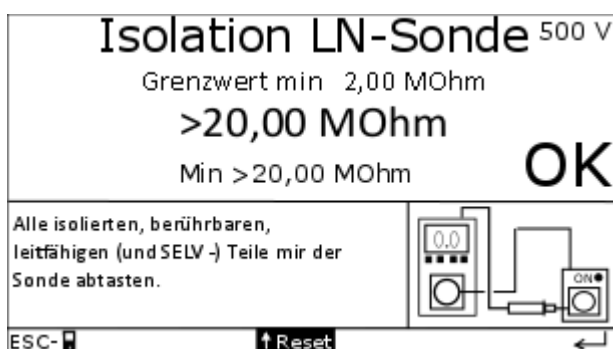 Isolation LN-Sonde 500 V
Grenzwert min 2,00 MOhm
>20,00 MOhm
Min >20,00 MOhm
OK
Alle isolierten, berührbaren,
leitfähigen (und SELV -) Teile mir der
Sonde abtasten.
0.0
ON
ESC-
↑ Reset